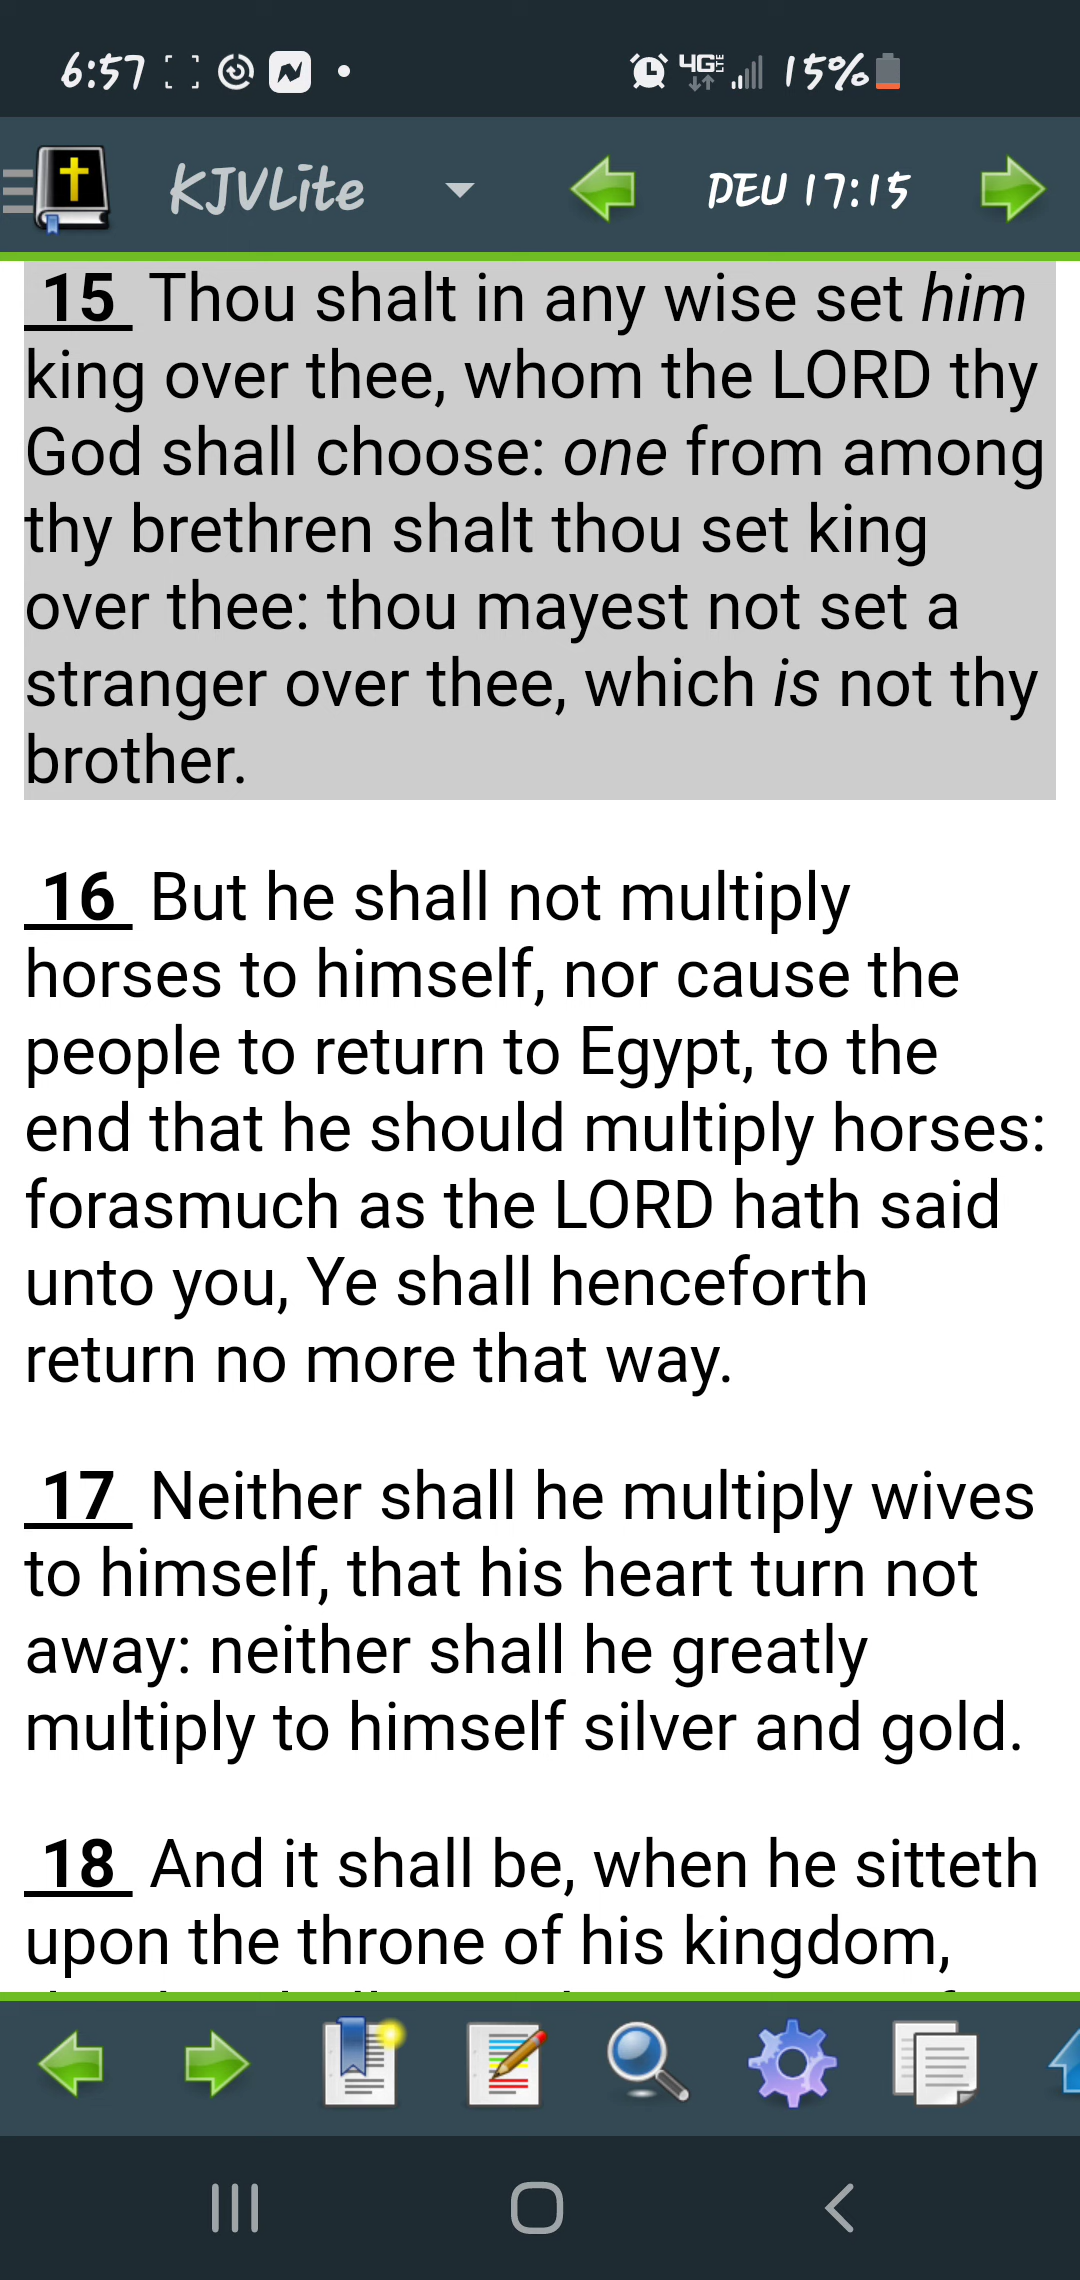 6:57 4G LTE 15%
KJVLite DEU 17:15
15 Thou shalt in any wise set him
king over thee, whom the LORD thy
God shall choose: one from among
thy brethren shalt thou set king
over thee: thou mayest not set a
stranger over thee, which is not thy
brother.
16 But he shall not multiply
horses to himself, nor cause the
people to return to Egypt, to the
end that he should multiply horses:
forasmuch as the LORD hath said
unto you, Ye shall henceforth
return no more that way.
17 Neither shall he multiply wives
to himself, that his heart turn not
away: neither shall he greatly
multiply to himself silver and gold.
18 And it shall be, when he sitteth
upon the throne of his kingdom,